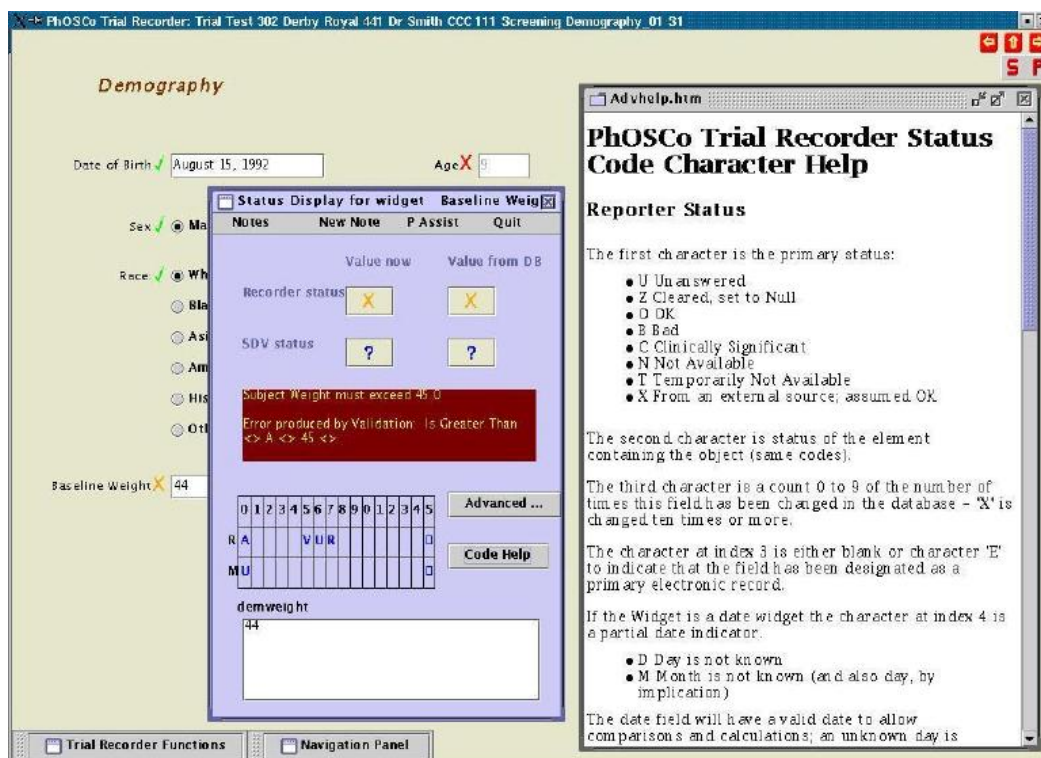 PhOSCo Trial Recorder: Trial Test 302 Derby Royal 441 Dr Smith CCC 111 Screening Demography_01 S1
S P
Demography
Date of Birth August 15, 1992
Age X 9
Sex Ma
Race Wh
Bla
Asi
Am
His
Otl
Baseline Weight X 44
Status Display for widget Baseline Weig
Notes New Note P Assist Quit
Value now Value from DB
Recorder status X X
SDV status ? ?
Subject Weight must exceed 45 0
Error produced by Validation: Is Greater Than
<> A <> 45 <>
0 1 2 3 4 5 6 7 8 9 0 1 2 3 4 5
R A V U R 0
M U 0
Advanced ...
Code Help
demweight
44
Advhelp.htm
PhOSCo Trial Recorder Status
Code Character Help
Reporter Status
The first character is the primary status:
• U Unanswered
• Z Cleared, set to Null
• O OK
• B Bad
• C Clinically Significant
• N Not Available
• T Temporarily Not Available
• X From an external source; assumed OK
The second character is status of the element
containing the object (same codes).
The third character is a count 0 to 9 of the number of
times this field has been changed in the database - 'X' is
changed ten times or more.
The character at index 3 is either blank or character 'E'
to indicate that the field has been designated as a
primary electronic record.
If the Widget is a date widget the character at index 4 is
a partial date indicator.
• D Day is not known
• M Month is not known (and also day, by
implication)
The date field will have a valid date to allow
comparisons and calculations; an unknown day is
Trial Recorder Functions
Navigation Panel